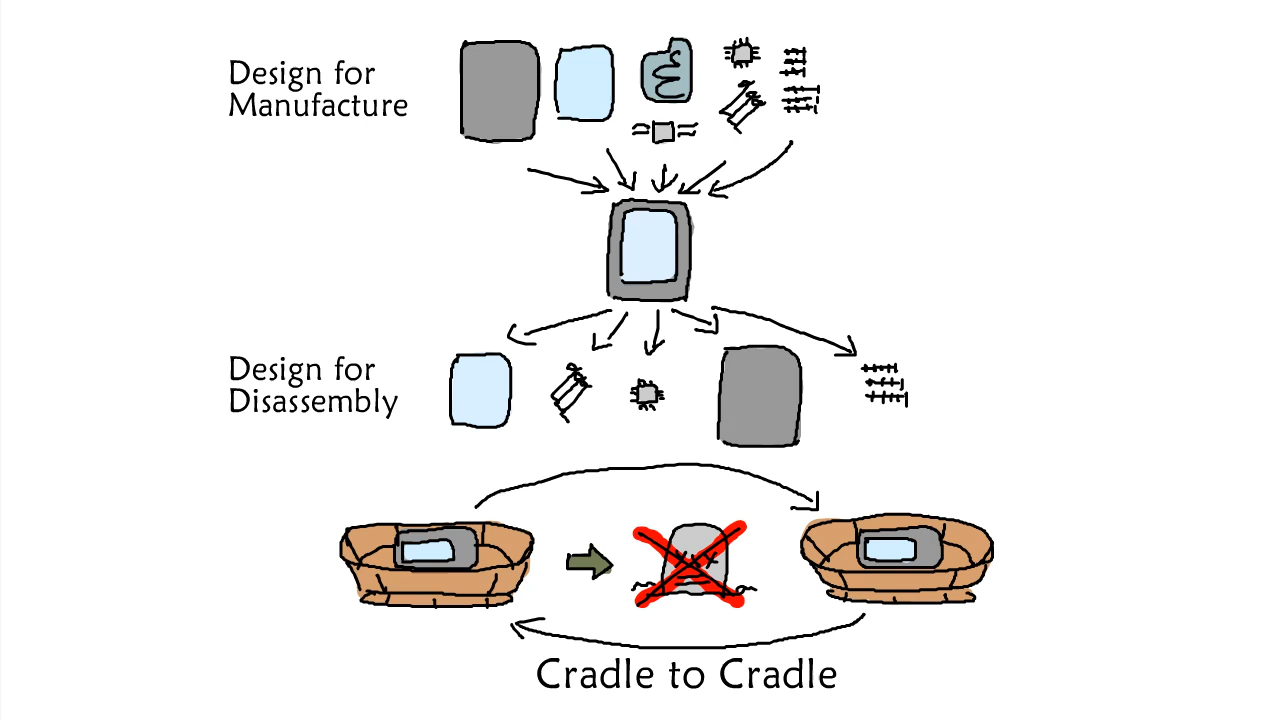 Design for
Manufacture
Design for
Disassembly
Cradle to Cradle